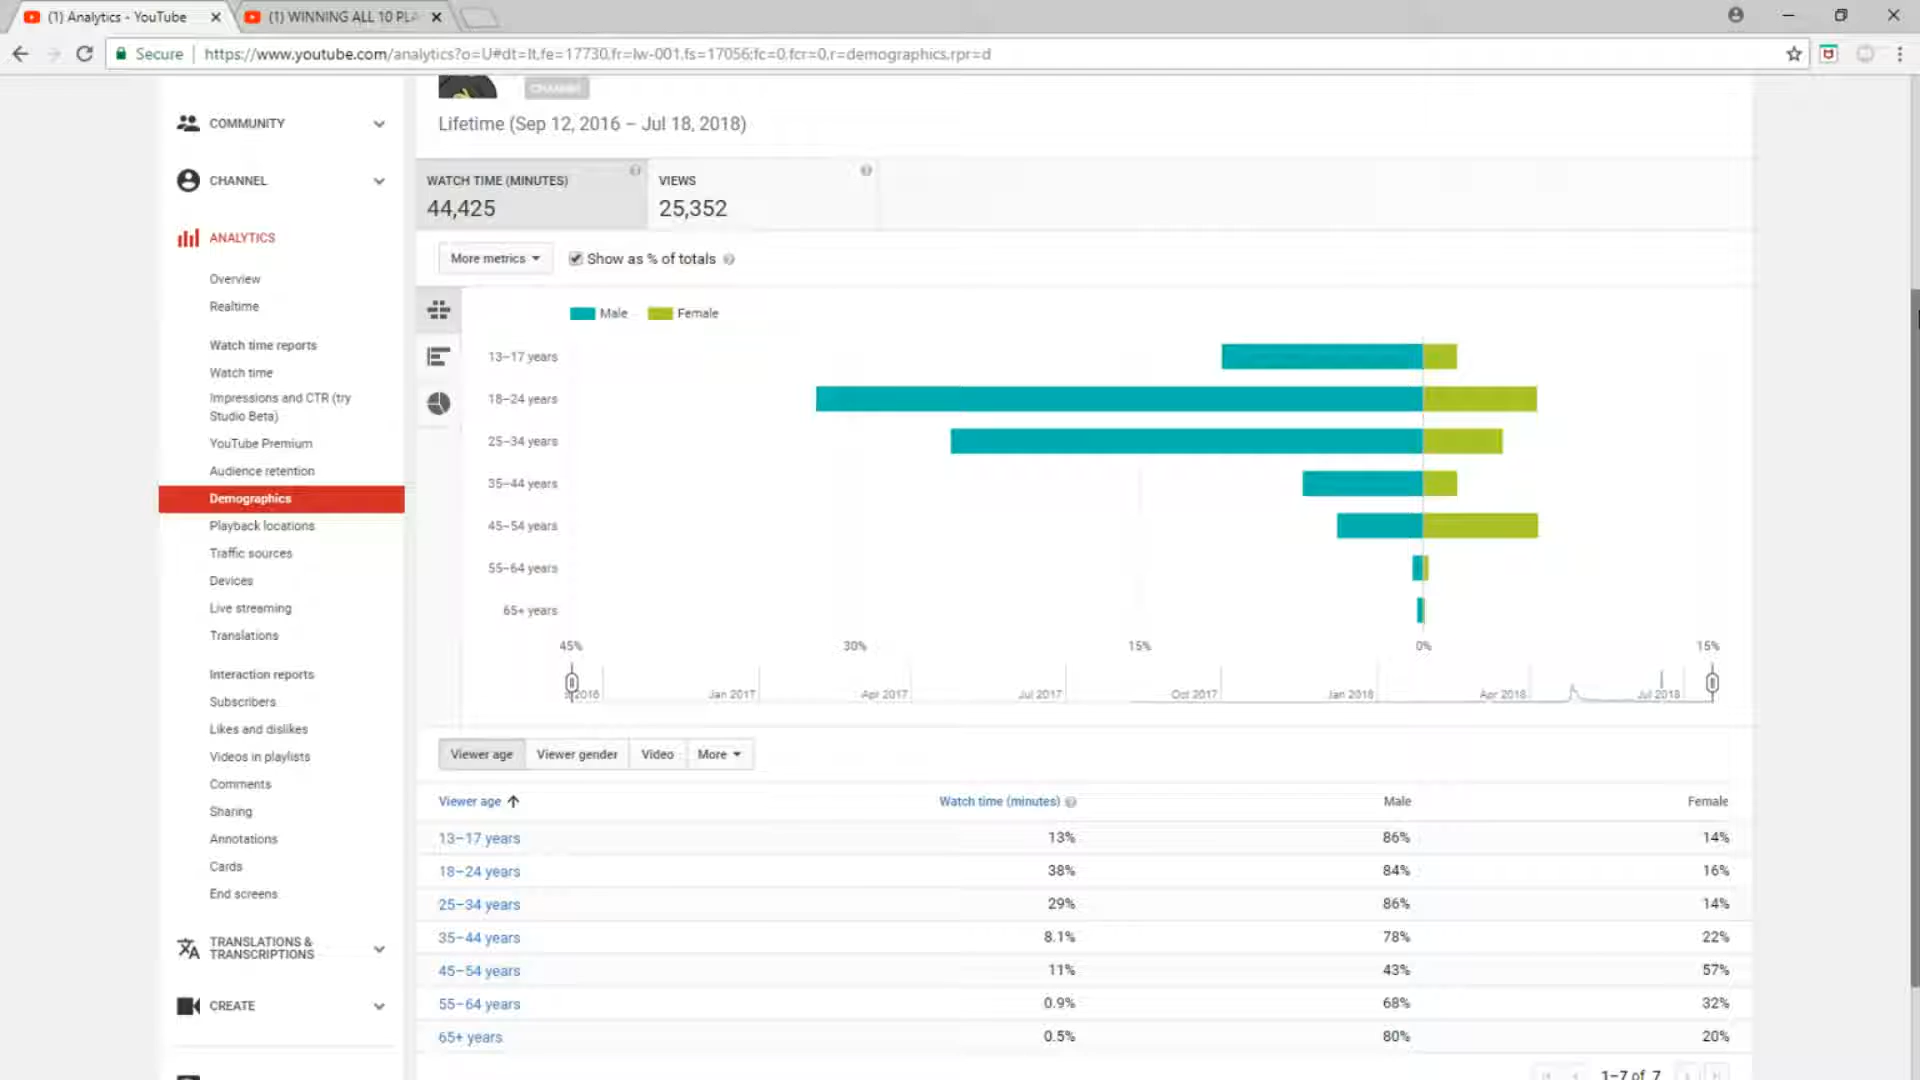 (1) Analytics - YouTube
(1) WINNING ALL 10 PLA
Secure https://www.youtube.com/analytics?o=U#dt=lt,fe=17730,fr=lw-001,fs=17056;fc=0,fcr=0,r=demographics,rpr=d
CHANNEL
Lifetime (Sep 12, 2016 – Jul 18, 2018)
COMMUNITY
CHANNEL
ANALYTICS
Overview
Realtime
Watch time reports
Watch time
Impressions and CTR (try
Studio Beta)
YouTube Premium
Audience retention
Demographics
Playback locations
Traffic sources
Devices
Live streaming
Translations
Interaction reports
Subscribers
Likes and dislikes
Videos in playlists
Comments
Sharing
Annotations
Cards
End screens
TRANSLATIONS &
TRANSCRIPTIONS
CREATE
WATCH TIME (MINUTES)
44,425
VIEWS
25,352
More metrics
Show as % of totals
Male Female
13–17 years
18–24 years
25–34 years
35–44 years
45–54 years
55–64 years
65+ years
45% 30% 15% 0% 15%
2016 Jan 2017 Apr 2017 Jul 2017 Oct 2017 Jan 2018 Apr 2018 Jul 2018
Viewer age Viewer gender Video More
Viewer age Watch time (minutes) Male Female
13–17 years 13% 86% 14%
18–24 years 38% 84% 16%
25–34 years 29% 86% 14%
35–44 years 8.1% 78% 22%
45–54 years 11% 43% 57%
55–64 years 0.9% 68% 32%
65+ years 0.5% 80% 20%
1–7 of 7